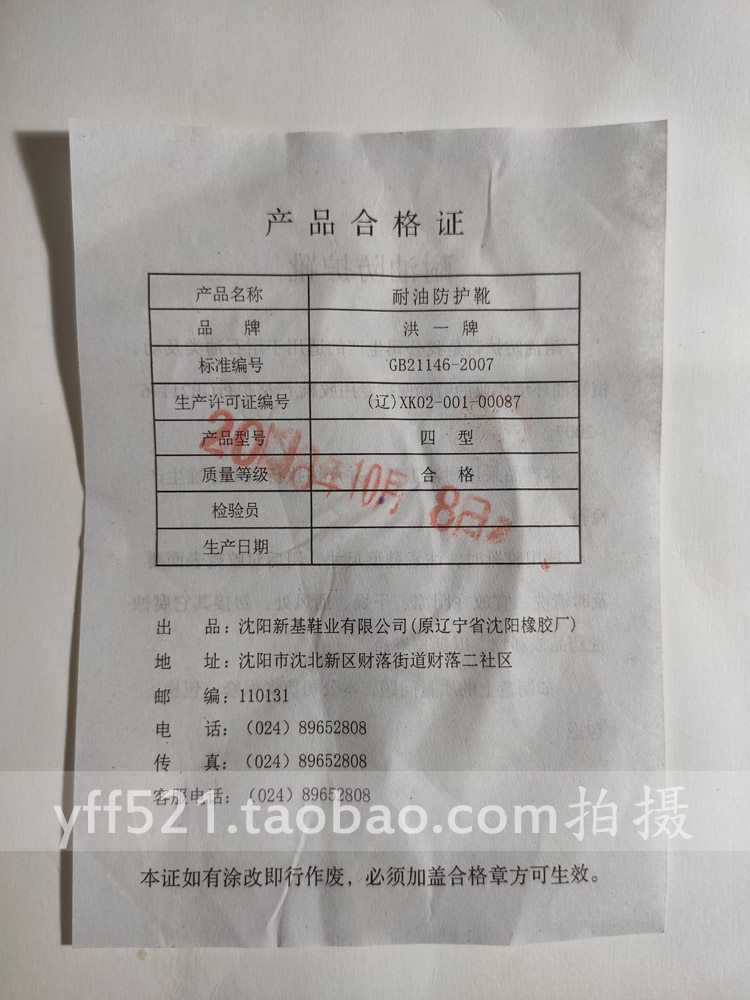 产品合格证
产品名称 耐油防护靴
品牌 洪一牌
标准编号 GB21146-2007
生产许可证编号 (辽)XK02-001-00087
产品型号 四型
质量等级 合格
检验员
生产日期
10月 8日
出品：沈阳新基鞋业有限公司(原辽宁省沈阳橡胶厂)
地址：沈阳市沈北新区财落街道财落二社区
邮编：110131
电话：(024)89652808
传真：(024)89652808
客服电话：(024)89652808
yff521.taobao.com拍摄
本证如有涂改即行作废，必须加盖合格章方可生效。